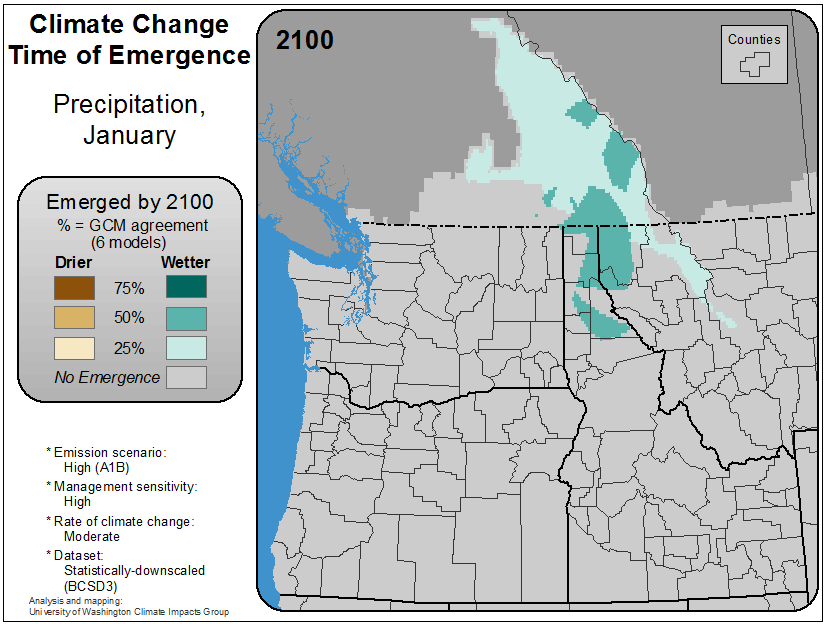 Climate Change
Time of Emergence
Precipitation,
January
Emerged by 2100
% = GCM agreement
(6 models)
Drier Wetter
75%
50%
25%
No Emergence
* Emission scenario:
High (A1B)
* Management sensitivity:
High
* Rate of climate change:
Moderate
* Dataset:
Statistically-downscaled
(BCSD3)
Analysis and mapping:
University of Washington Climate Impacts Group
2100
Counties